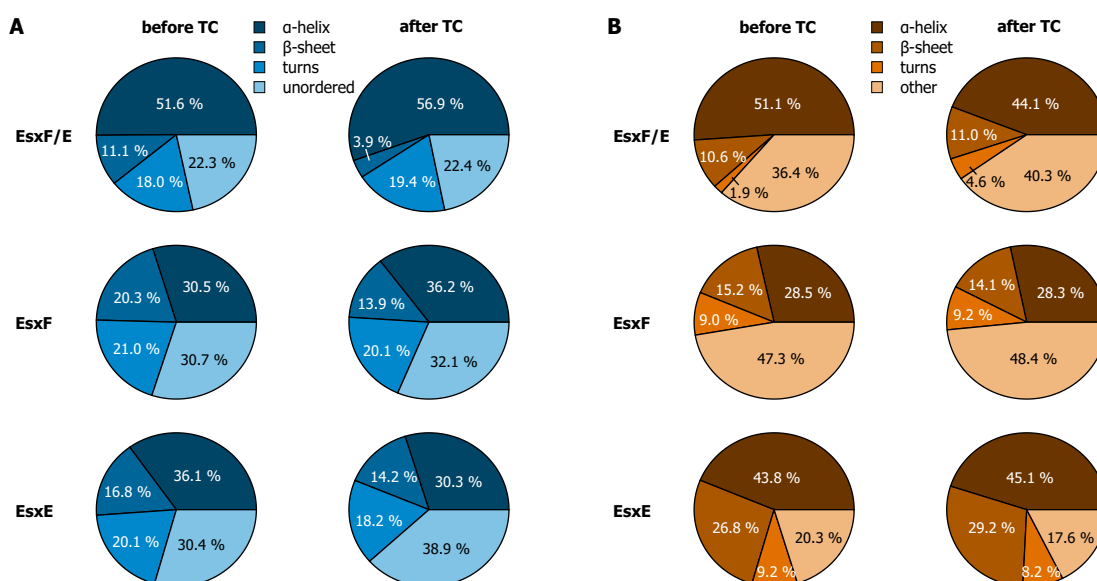 A
before TC
α-helix
β-sheet
turns
unordered
after TC
EsxF/E
51.6 %
11.1 %
18.0 %
22.3 %
56.9 %
3.9 %
19.4 %
22.4 %
EsxF
30.5 %
20.3 %
21.0 %
30.7 %
36.2 %
13.9 %
20.1 %
32.1 %
EsxE
36.1 %
16.8 %
20.1 %
30.4 %
30.3 %
14.2 %
18.2 %
38.9 %
B
before TC
α-helix
β-sheet
turns
other
after TC
EsxF/E
51.1 %
10.6 %
1.9 %
36.4 %
44.1 %
11.0 %
4.6 %
40.3 %
EsxF
28.5 %
15.2 %
9.0 %
47.3 %
28.3 %
14.1 %
9.2 %
48.4 %
EsxE
43.8 %
26.8 %
9.2 %
20.3 %
45.1 %
29.2 %
8.2 %
17.6 %